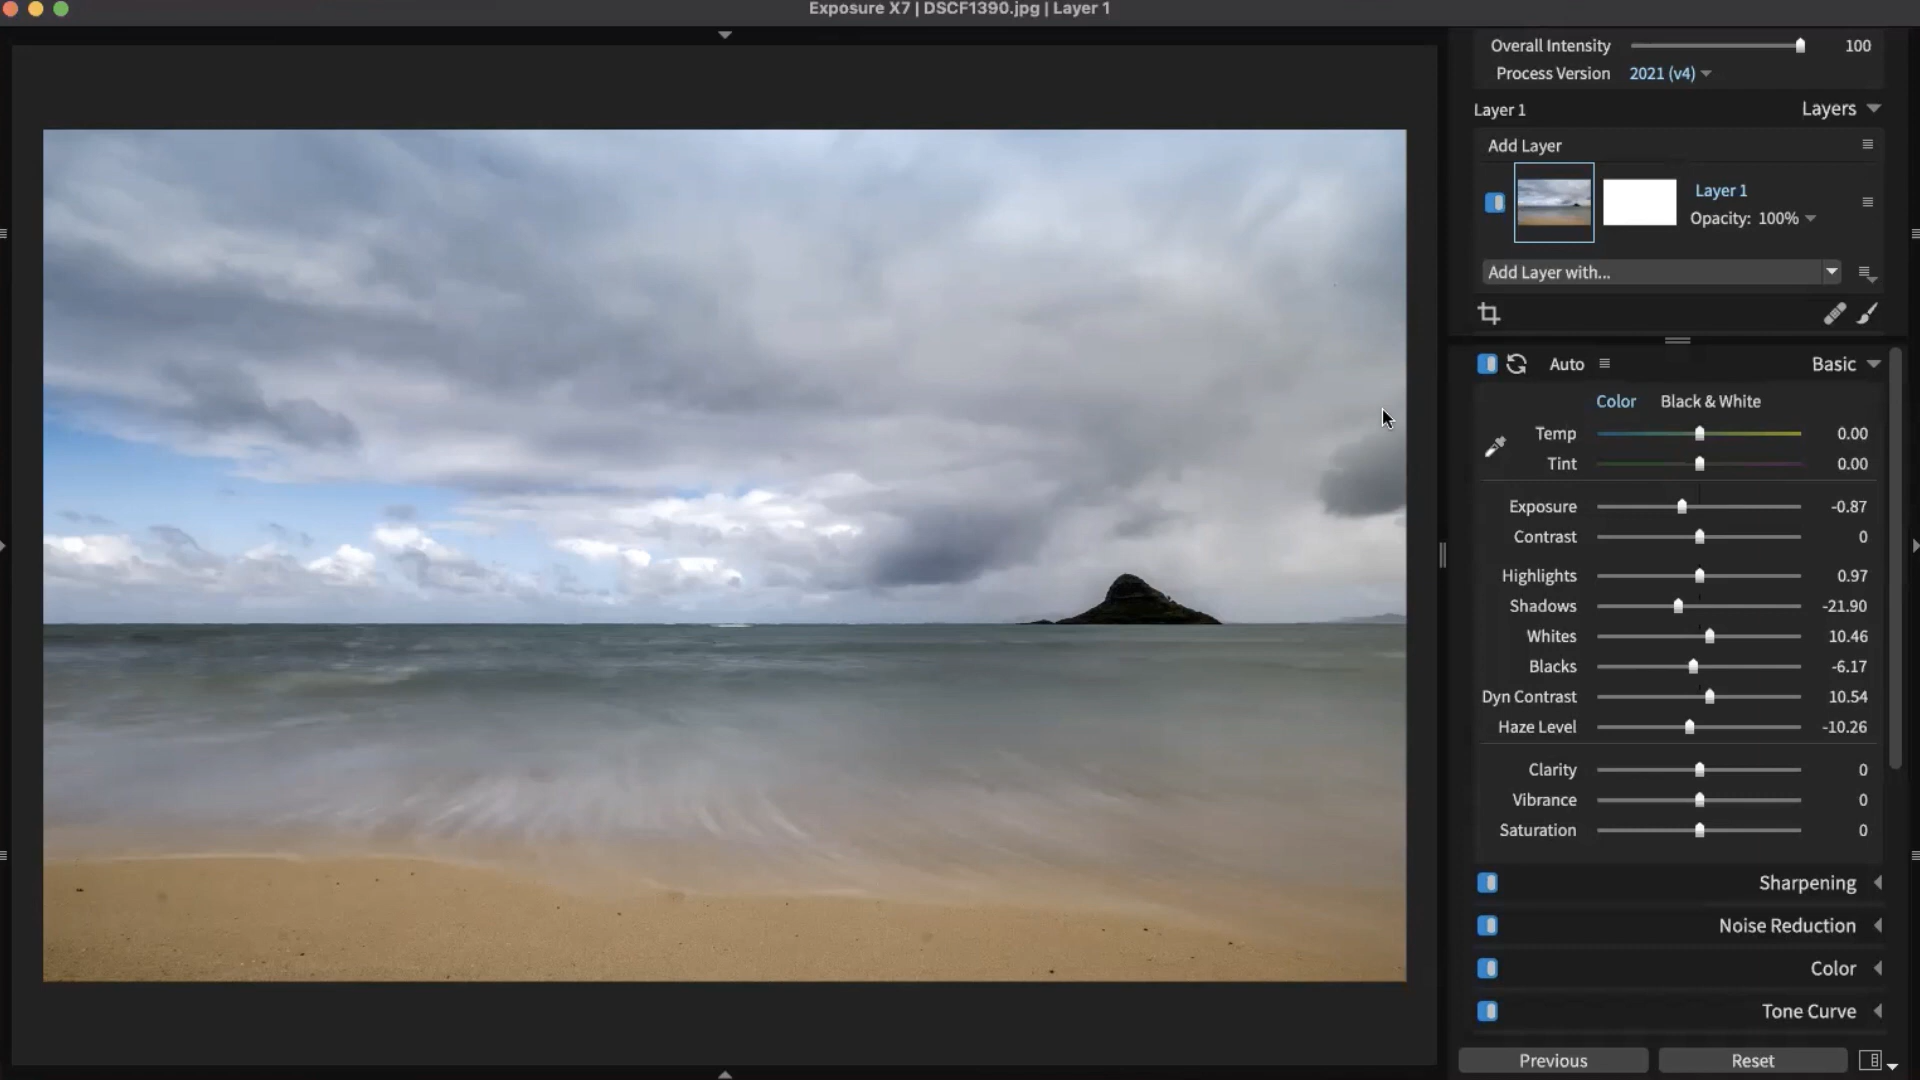 Exposure X7 | DSCF1390.jpg | Layer 1
Overall Intensity 100
Process Version 2021 (v4)
Layer 1 Layers
Add Layer
Layer 1
Opacity: 100%
Add Layer with...
Auto Basic
Color Black & White
Temp 0.00
Tint 0.00
Exposure -0.87
Contrast 0
Highlights 0.97
Shadows -21.90
Whites 10.46
Blacks -6.17
Dyn Contrast 10.54
Haze Level -10.26
Clarity 0
Vibrance 0
Saturation 0
Sharpening
Noise Reduction
Color
Tone Curve
Previous Reset